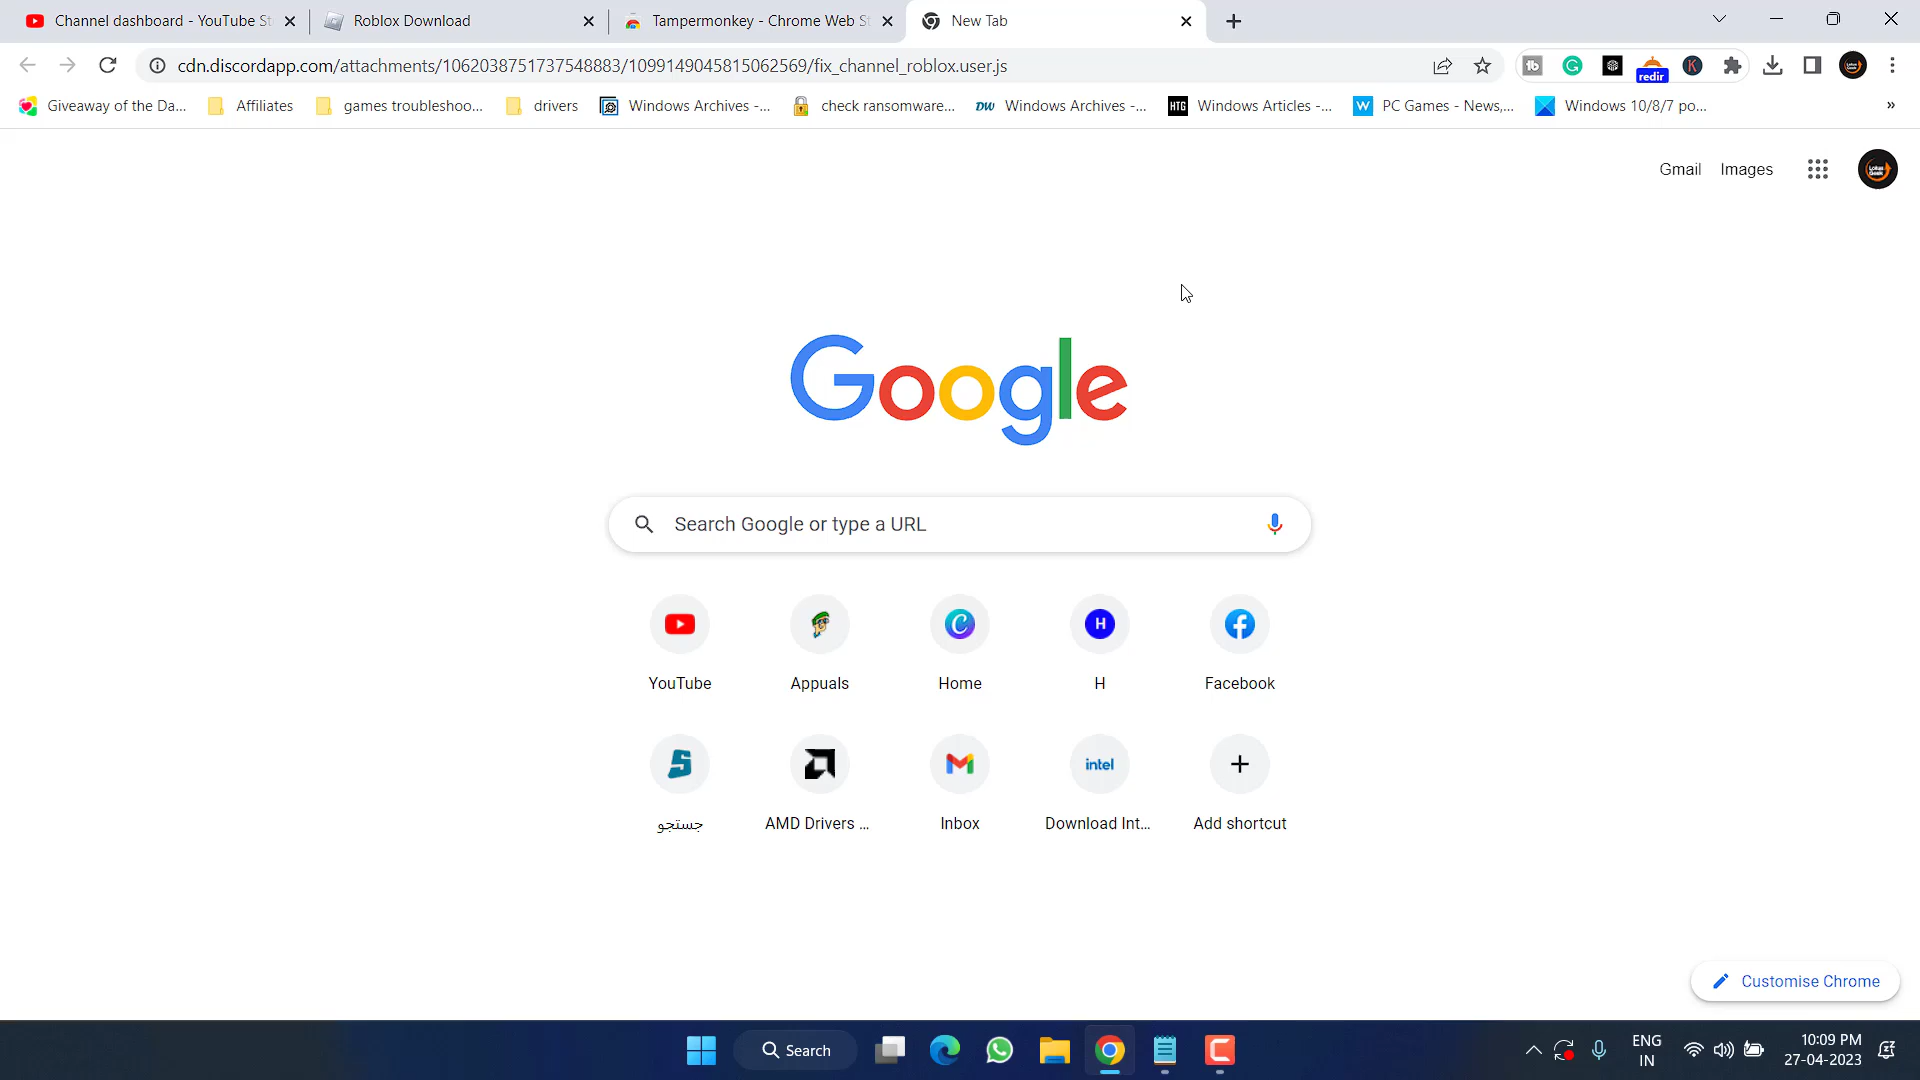 Channel dashboard - YouTube St
Roblox Download
Tampermonkey - Chrome Web St
New Tab
cdn.discordapp.com/attachments/1062038751737548883/1099149045815062569/fix_channel_roblox.user.js
redir
Giveaway of the Da...
Affiliates
games troubleshoo...
drivers
Windows Archives -...
check ransomware...
DW Windows Archives -...
HTG Windows Articles -...
W PC Games - News,...
Windows 10/8/7 po...
»
Gmail
Images
Google
Search Google or type a URL
H
YouTube
Appuals
Home
H
Facebook
intel
جستجو
AMD Drivers ...
Inbox
Download Int...
Add shortcut
Customise Chrome
Search
ENG
IN
10:09 PM
27-04-2023